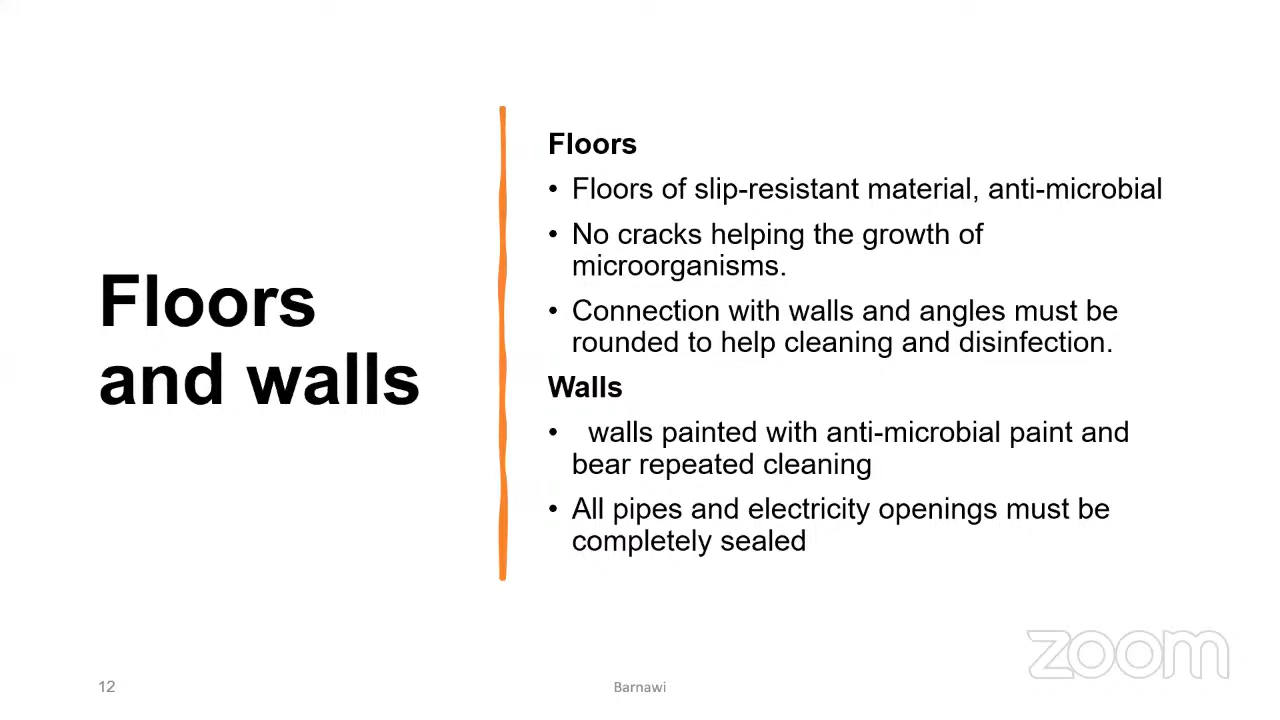 Floors
and walls
Floors
• Floors of slip-resistant material, anti-microbial
• No cracks helping the growth of
microorganisms.
• Connection with walls and angles must be
rounded to help cleaning and disinfection.
Walls
• walls painted with anti-microbial paint and
bear repeated cleaning
• All pipes and electricity openings must be
completely sealed
12
Barnawi
zoom